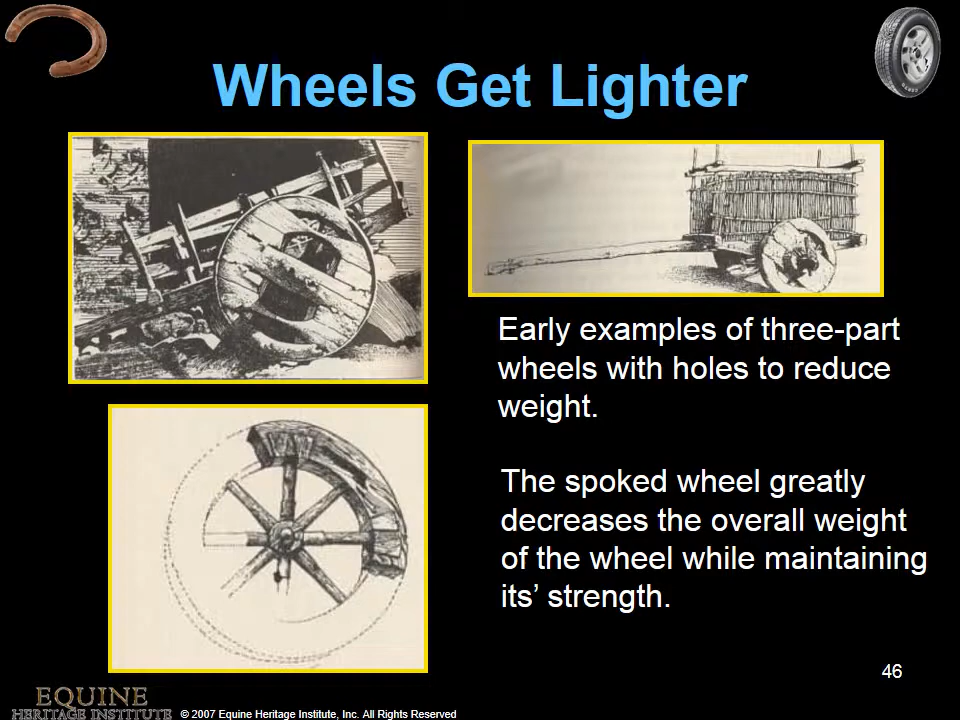 Wheels Get Lighter
Early examples of three-part
wheels with holes to reduce
weight.
The spoked wheel greatly
decreases the overall weight
of the wheel while maintaining
its’ strength.
46
EQUINE
HERITAGE INSTITUTE
© 2007 Equine Heritage Institute, Inc. All Rights Reserved